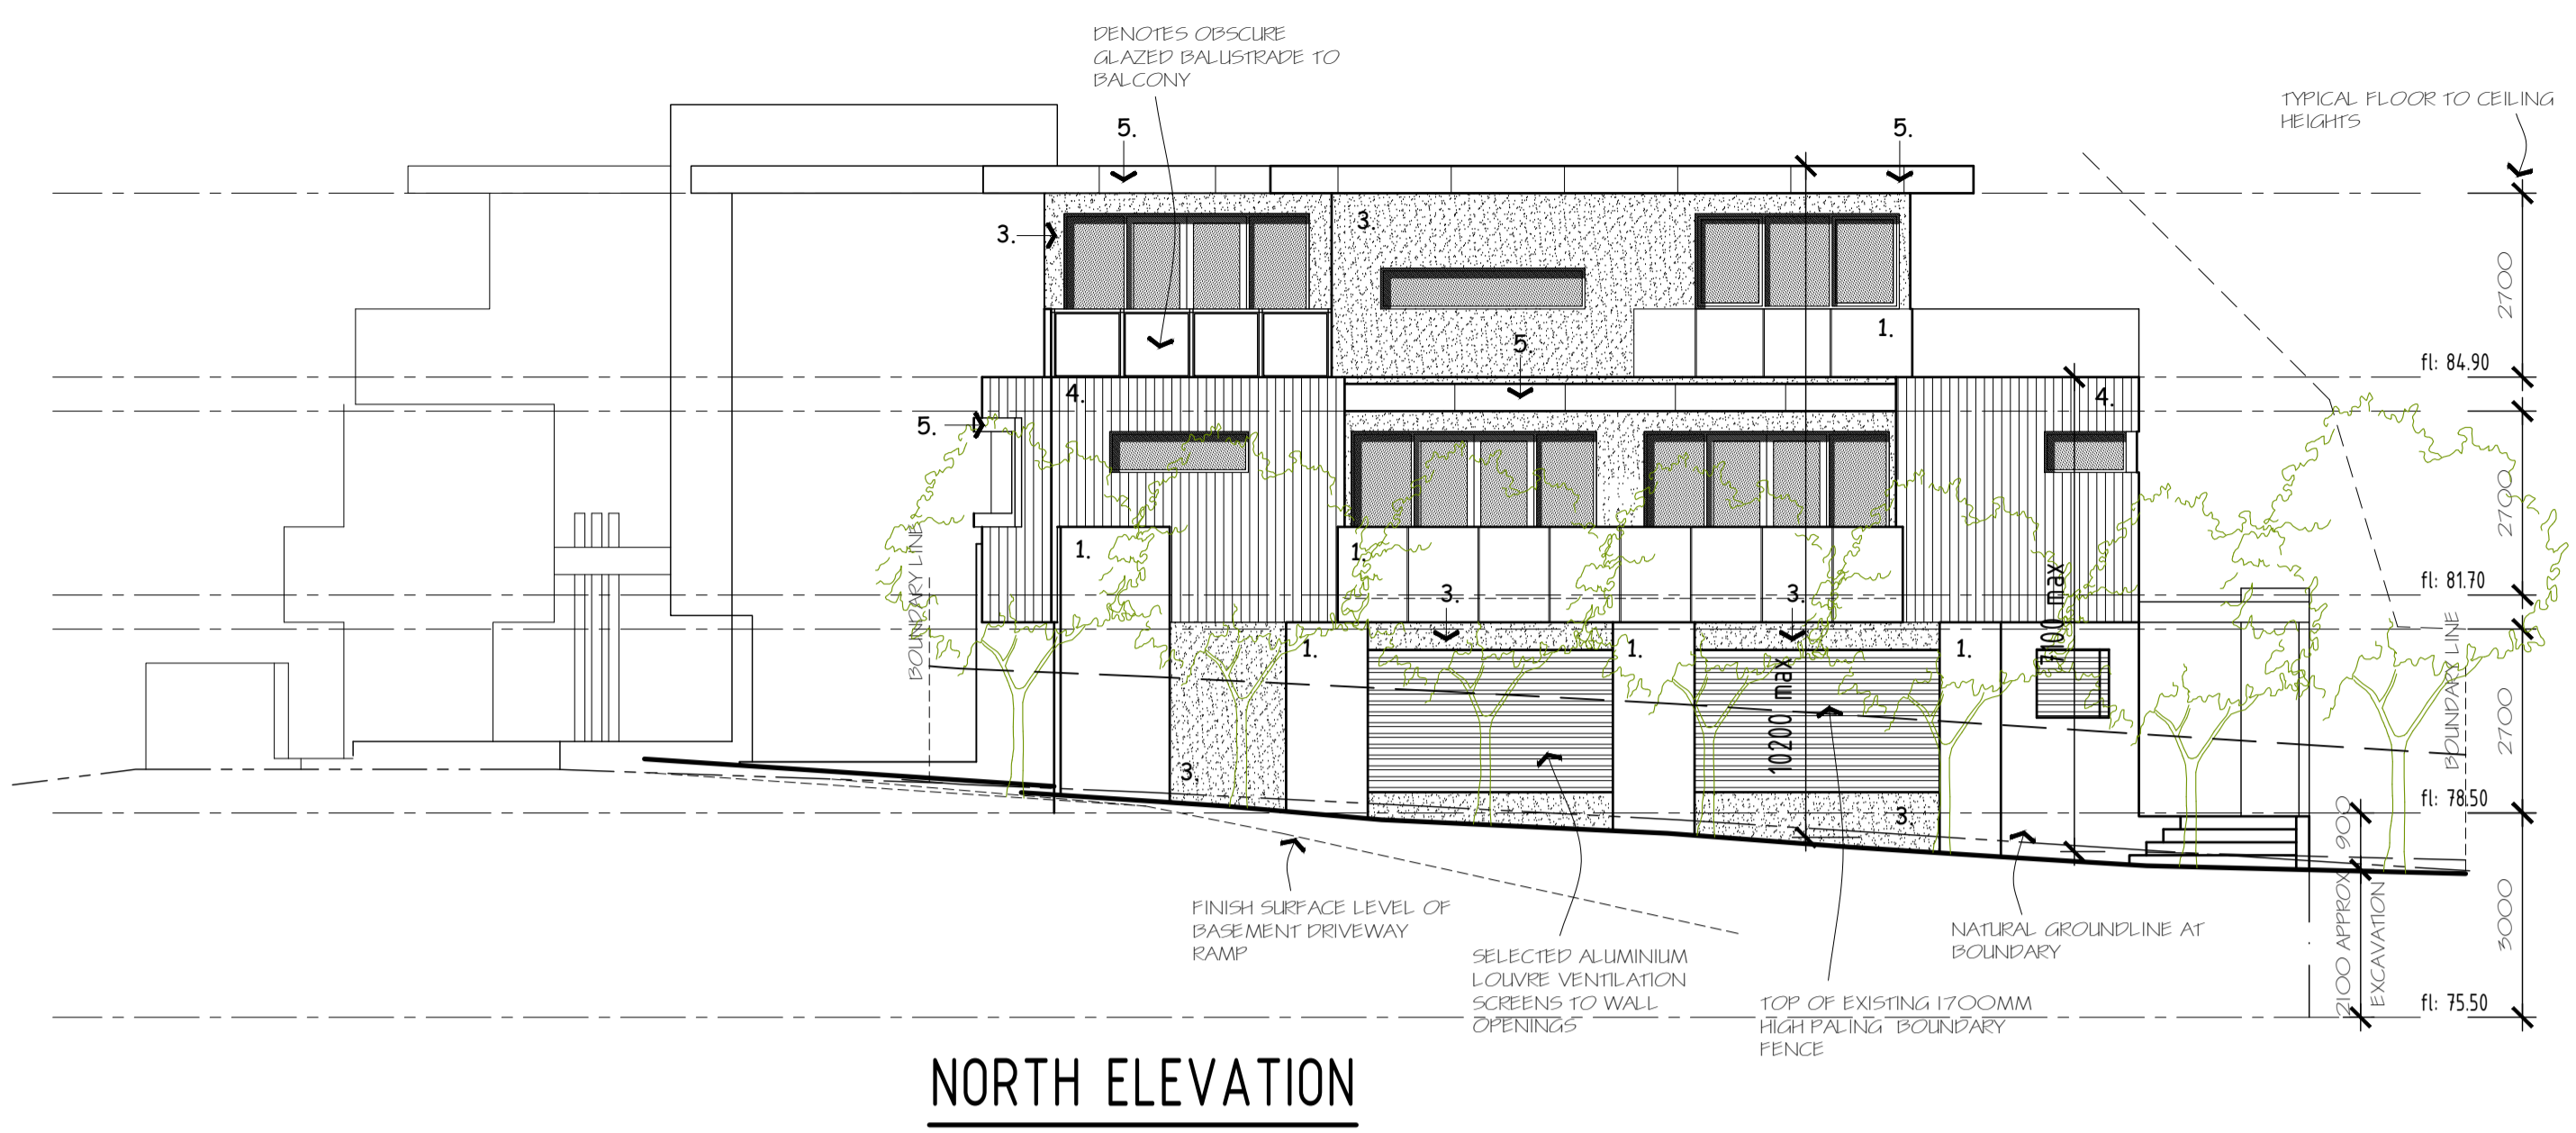 DENOTES OBSCURE
GLAZED BALUSTRADE TO
BALCONY
TYPICAL FLOOR TO CEILING
HEIGHTS
5.
5.
3.
3.
2700
1.
5.
fl: 84.90
4.
4.
5.
2700
1.
1.
BOUNDARY LINE
3.
3.
7100 max
fl: 81.70
1.
1.
1.
10200 max
BOUNDARY LINE
2700
3.
3.
fl: 78.50
900
FINISH SURFACE LEVEL OF
BASEMENT DRIVEWAY
RAMP
SELECTED ALUMINIUM
LOUVRE VENTILATION
SCREENS TO WALL
OPENINGS
TOP OF EXISTING 1700MM
HIGH PALING BOUNDARY
FENCE
NATURAL GROUNDLINE AT
BOUNDARY
2100 APPROX
EXCAVATION
3000
fl: 75.50
NORTH ELEVATION